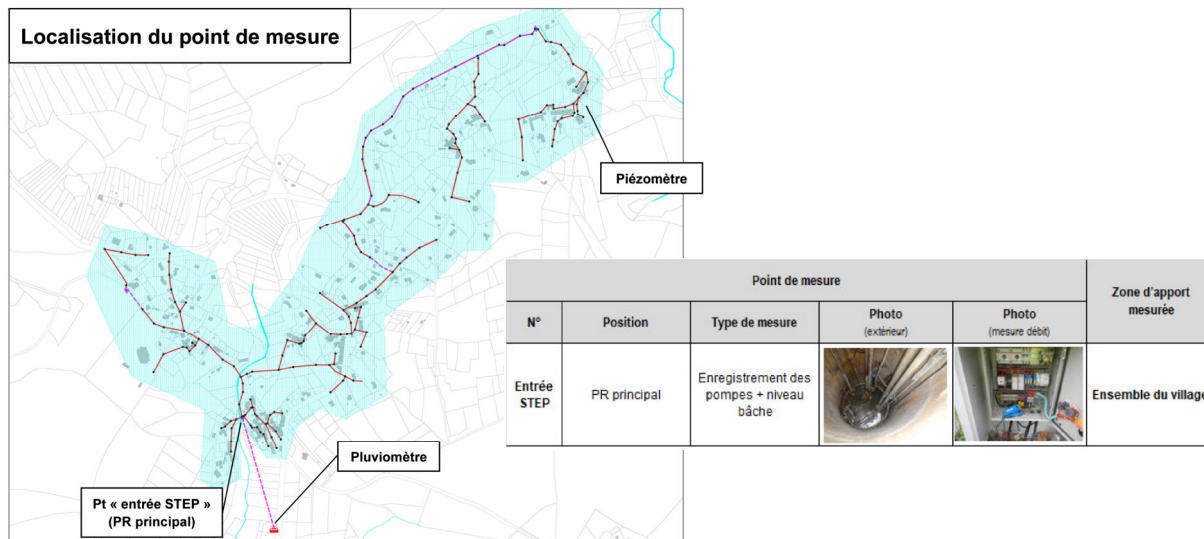 Localisation du point de mesure
Piézomètre
Pluviomètre
Pt « entrée STEP »
(PR principal)
Point de mesure
Zone d'apport
mesurée
N°
Position
Type de mesure
Photo
(extérieur)
Photo
(mesure débit)
Entrée
STEP
PR principal
Enregistrement des
pompes + niveau
bâche
Ensemble du village